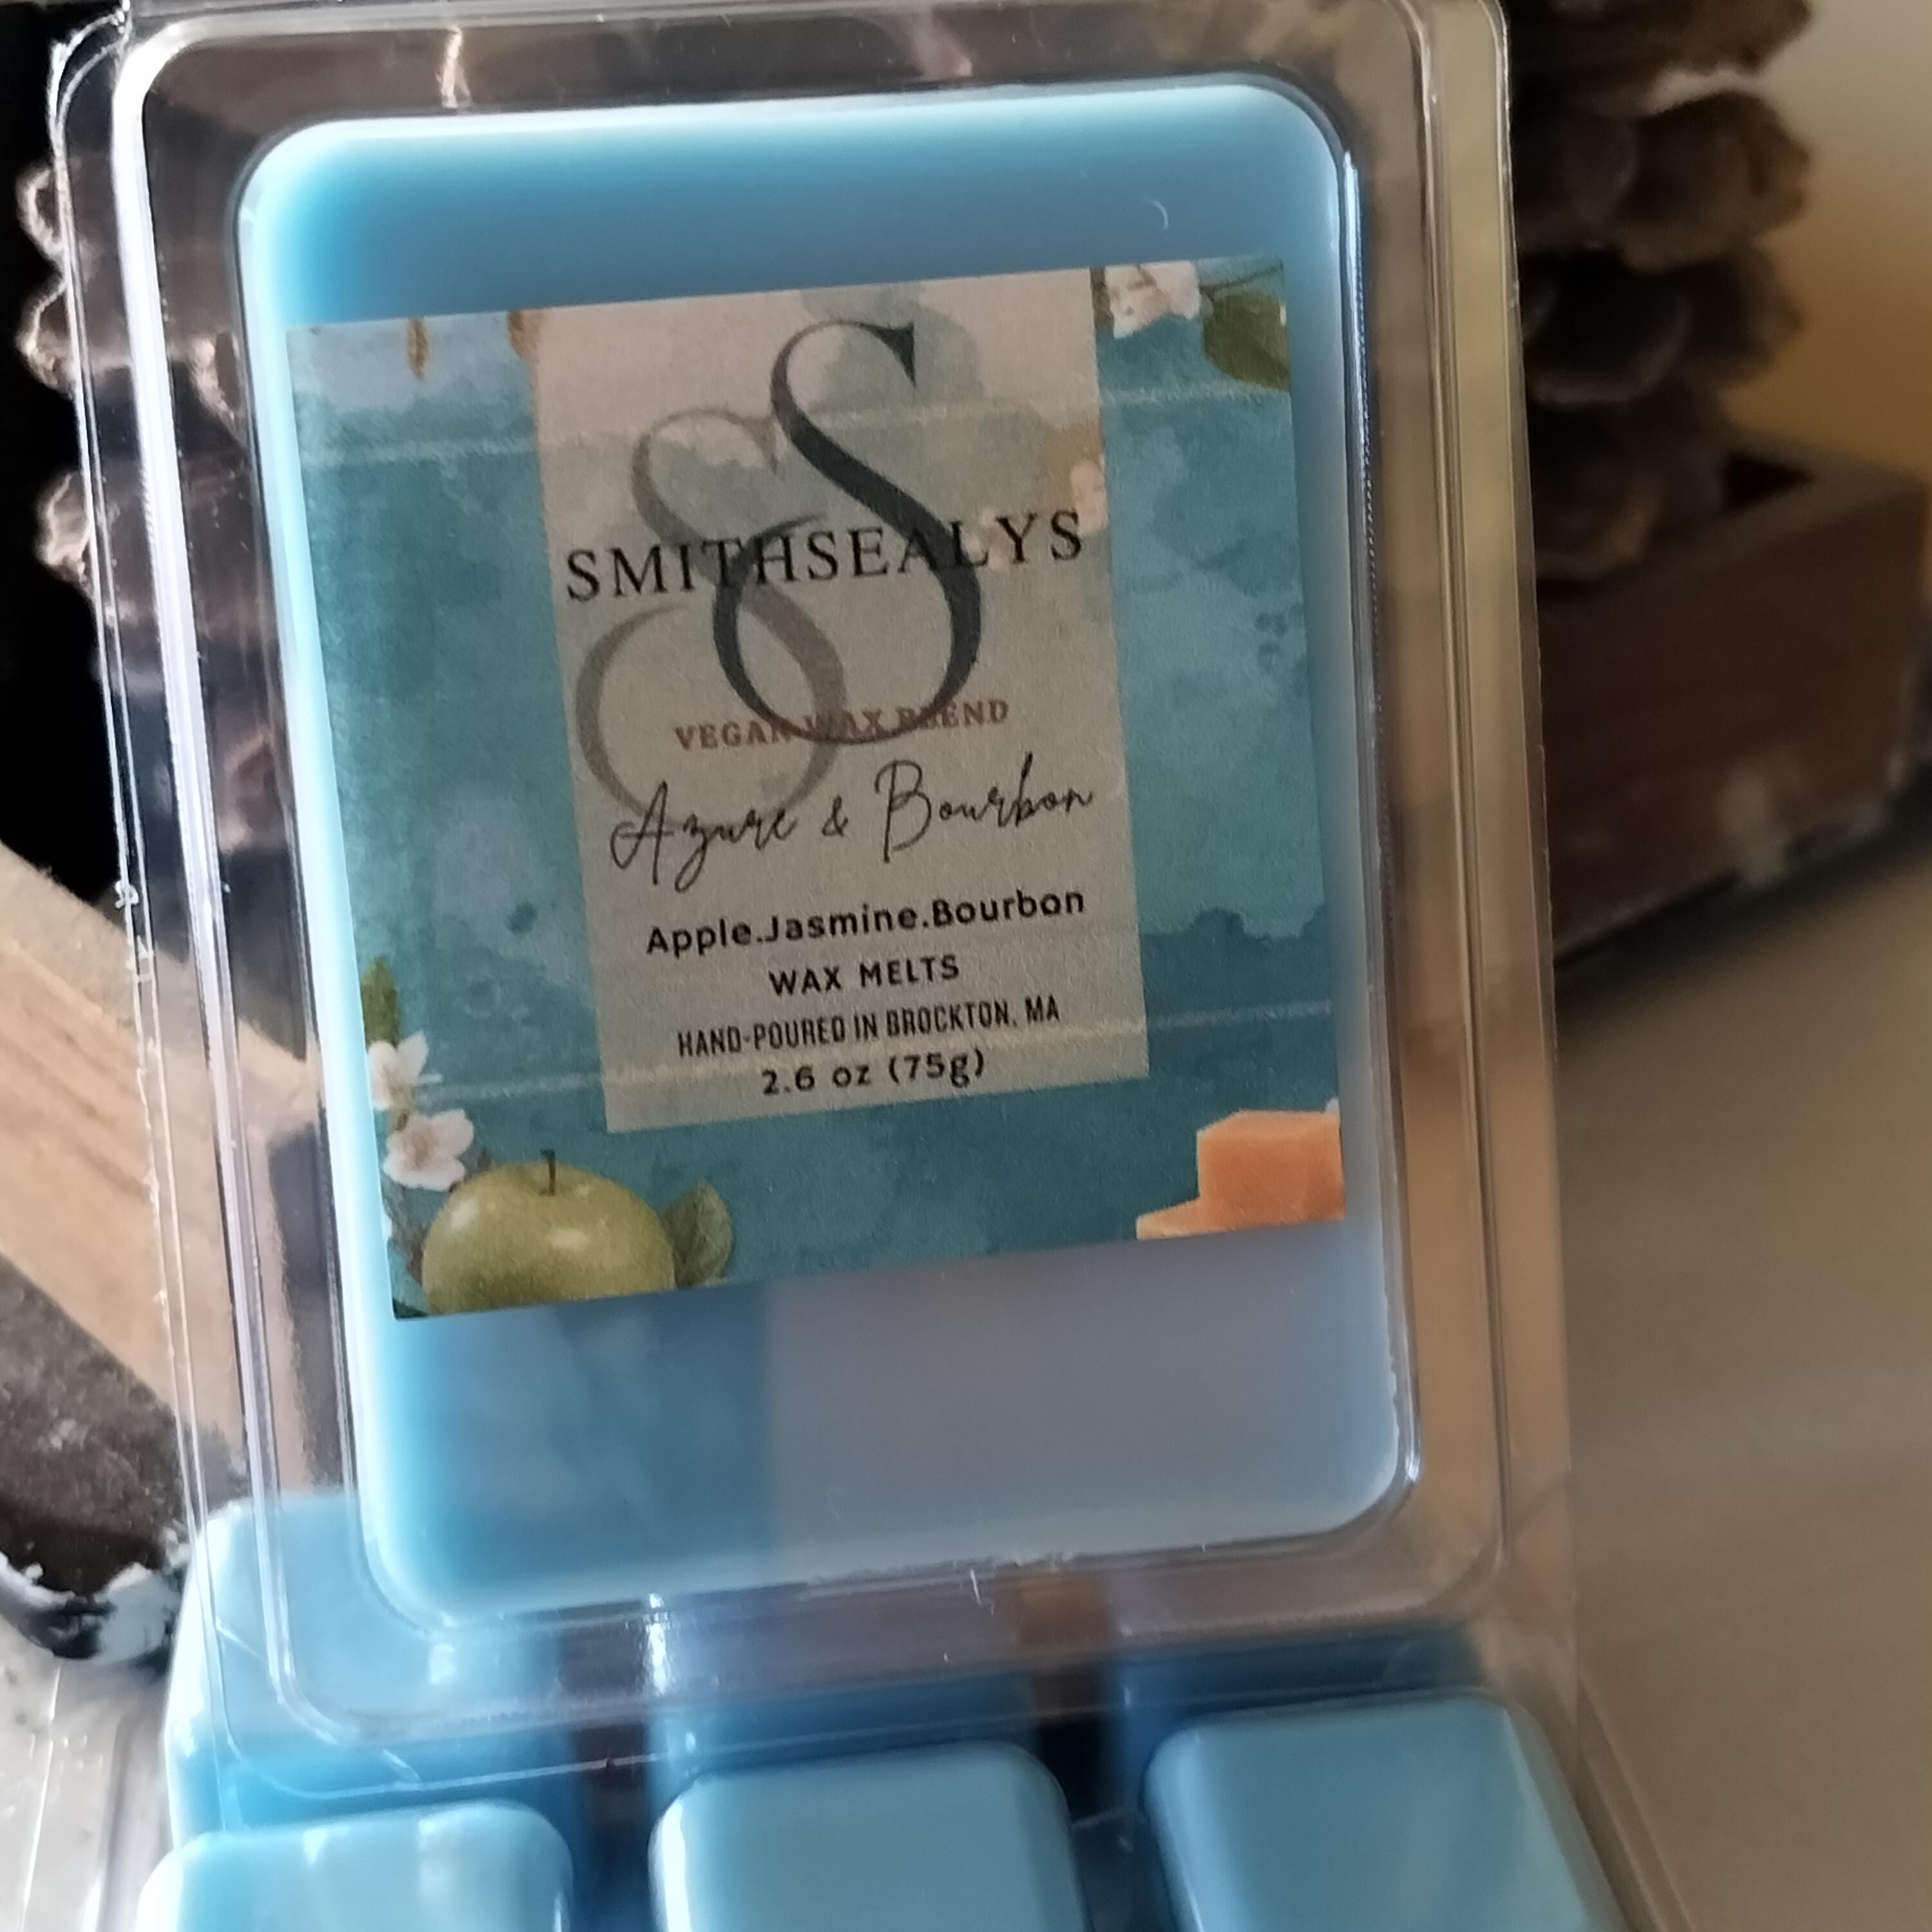 SS
SMITHSEALYS
VEGAN WAX BLEND
Azure & Bourbon
Apple.Jasmine.Bourbon
WAX MELTS
HAND-POURED IN BROCKTON, MA
2.6 oz (75g)